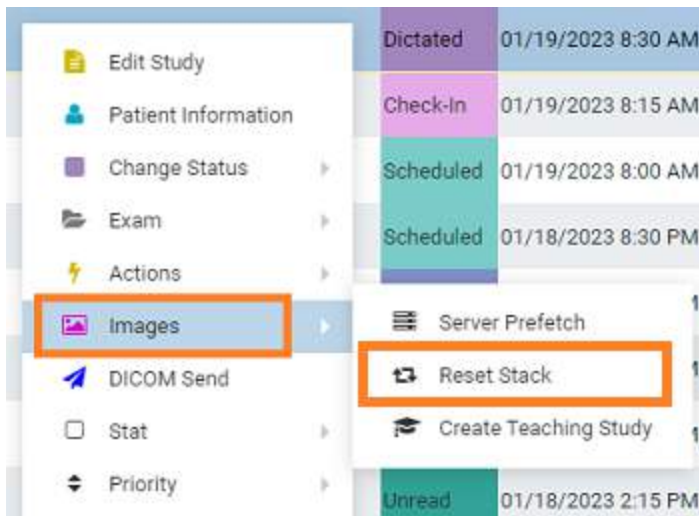 Dictated 01/19/2023 8:30 AM
Edit Study
Check-In 01/19/2023 8:15 AM
Patient Information
Change Status
Scheduled 01/19/2023 8:00 AM
Exam
Scheduled 01/18/2023 8:30 PM
Actions
Images
Server Prefetch
DICOM Send
Reset Stack
Stat
Create Teaching Study
Priority
Unread 01/18/2023 2:15 PM